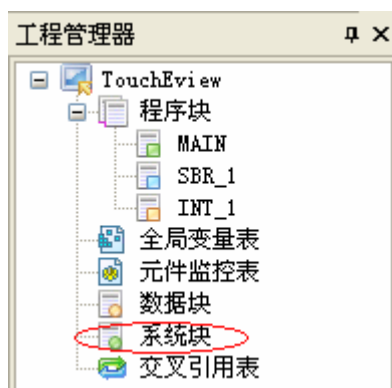 工程管理器
TouchEview
程序块
MAIN
SBR_1
INT_1
全局变量表
元件监控表
数据块
系统块
交叉引用表